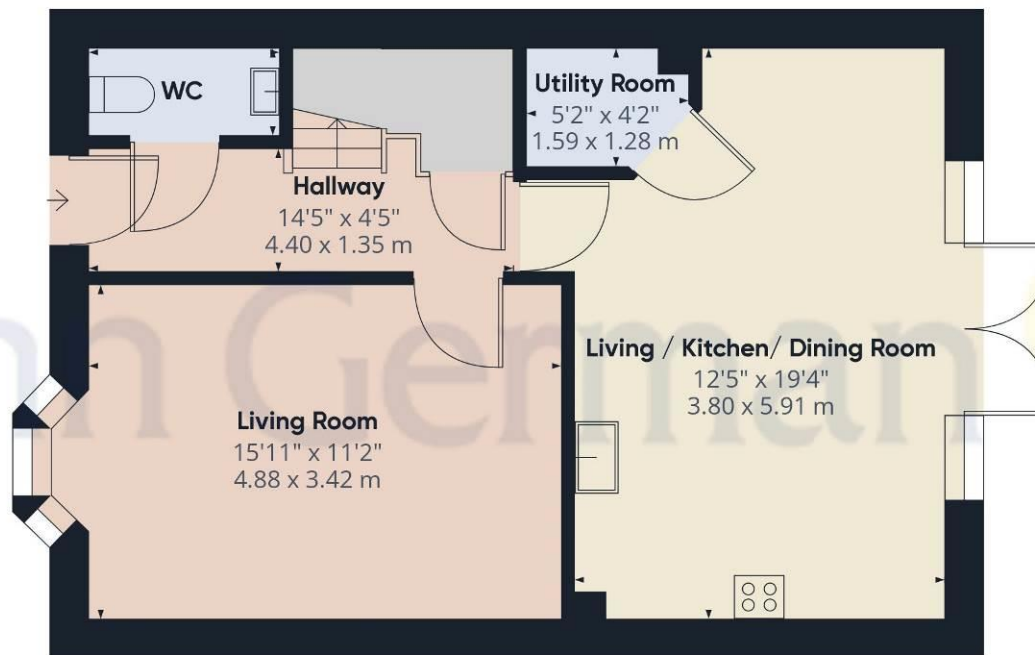 WC
Utility Room
5'2" x 4'2"
1.59 x 1.28 m
Hallway
14'5" x 4'5"
4.40 x 1.35 m
Living / Kitchen/ Dining Room
12'5" x 19'4"
3.80 x 5.91 m
Living Room
15'11" x 11'2"
4.88 x 3.42 m
German